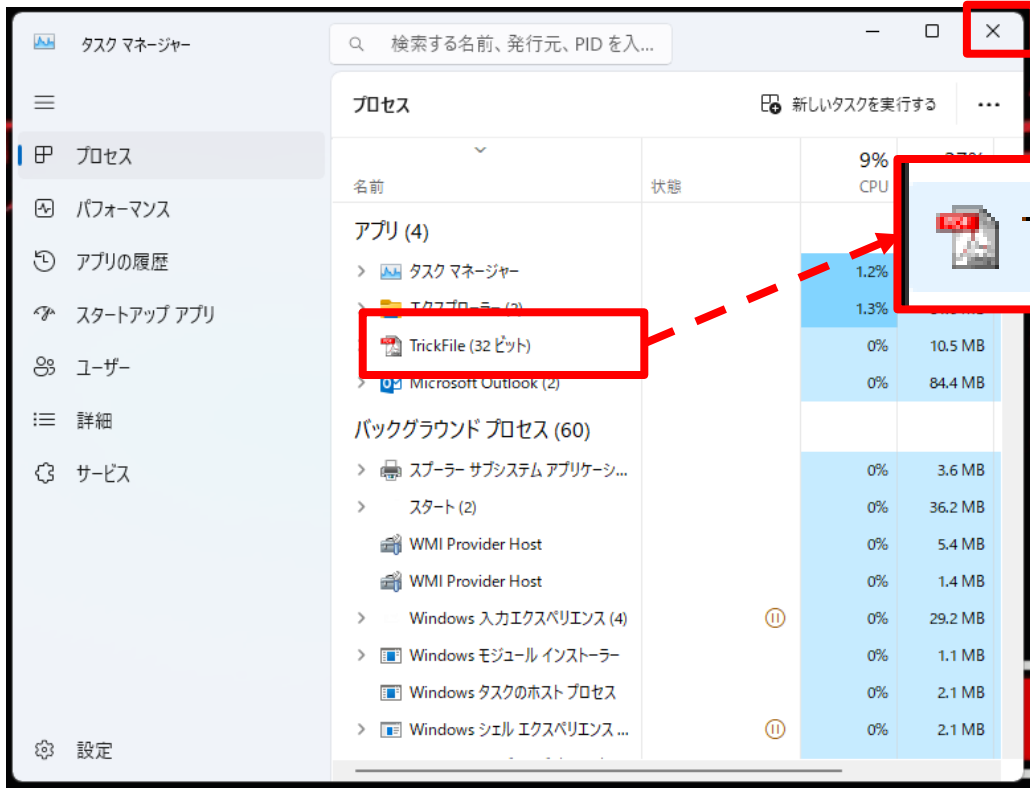 タスク マネージャー
検索する名前、発行元、PID を入...
プロセス
新しいタスクを実行する
プロセス
パフォーマンス
アプリの履歴
スタートアップ アプリ
ユーザー
詳細
サービス
設定
9%
名前
状態
CPU
アプリ (4)
タスク マネージャー
1.2%
エクスプローラー (2)
1.3%
TrickFile (32 ビット)
0%
10.5 MB
Microsoft Outlook (2)
0%
84.4 MB
バックグラウンド プロセス (60)
スプーラー サブシステム アプリケーシ...
0%
3.6 MB
スタート (2)
0%
36.2 MB
WMI Provider Host
0%
5.4 MB
WMI Provider Host
0%
1.4 MB
Windows 入力エクスペリエンス (4)
0%
29.2 MB
Windows モジュール インストーラー
0%
1.1 MB
Windows タスクのホスト プロセス
0%
2.1 MB
Windows シェル エクスペリエンス ...
0%
2.1 MB